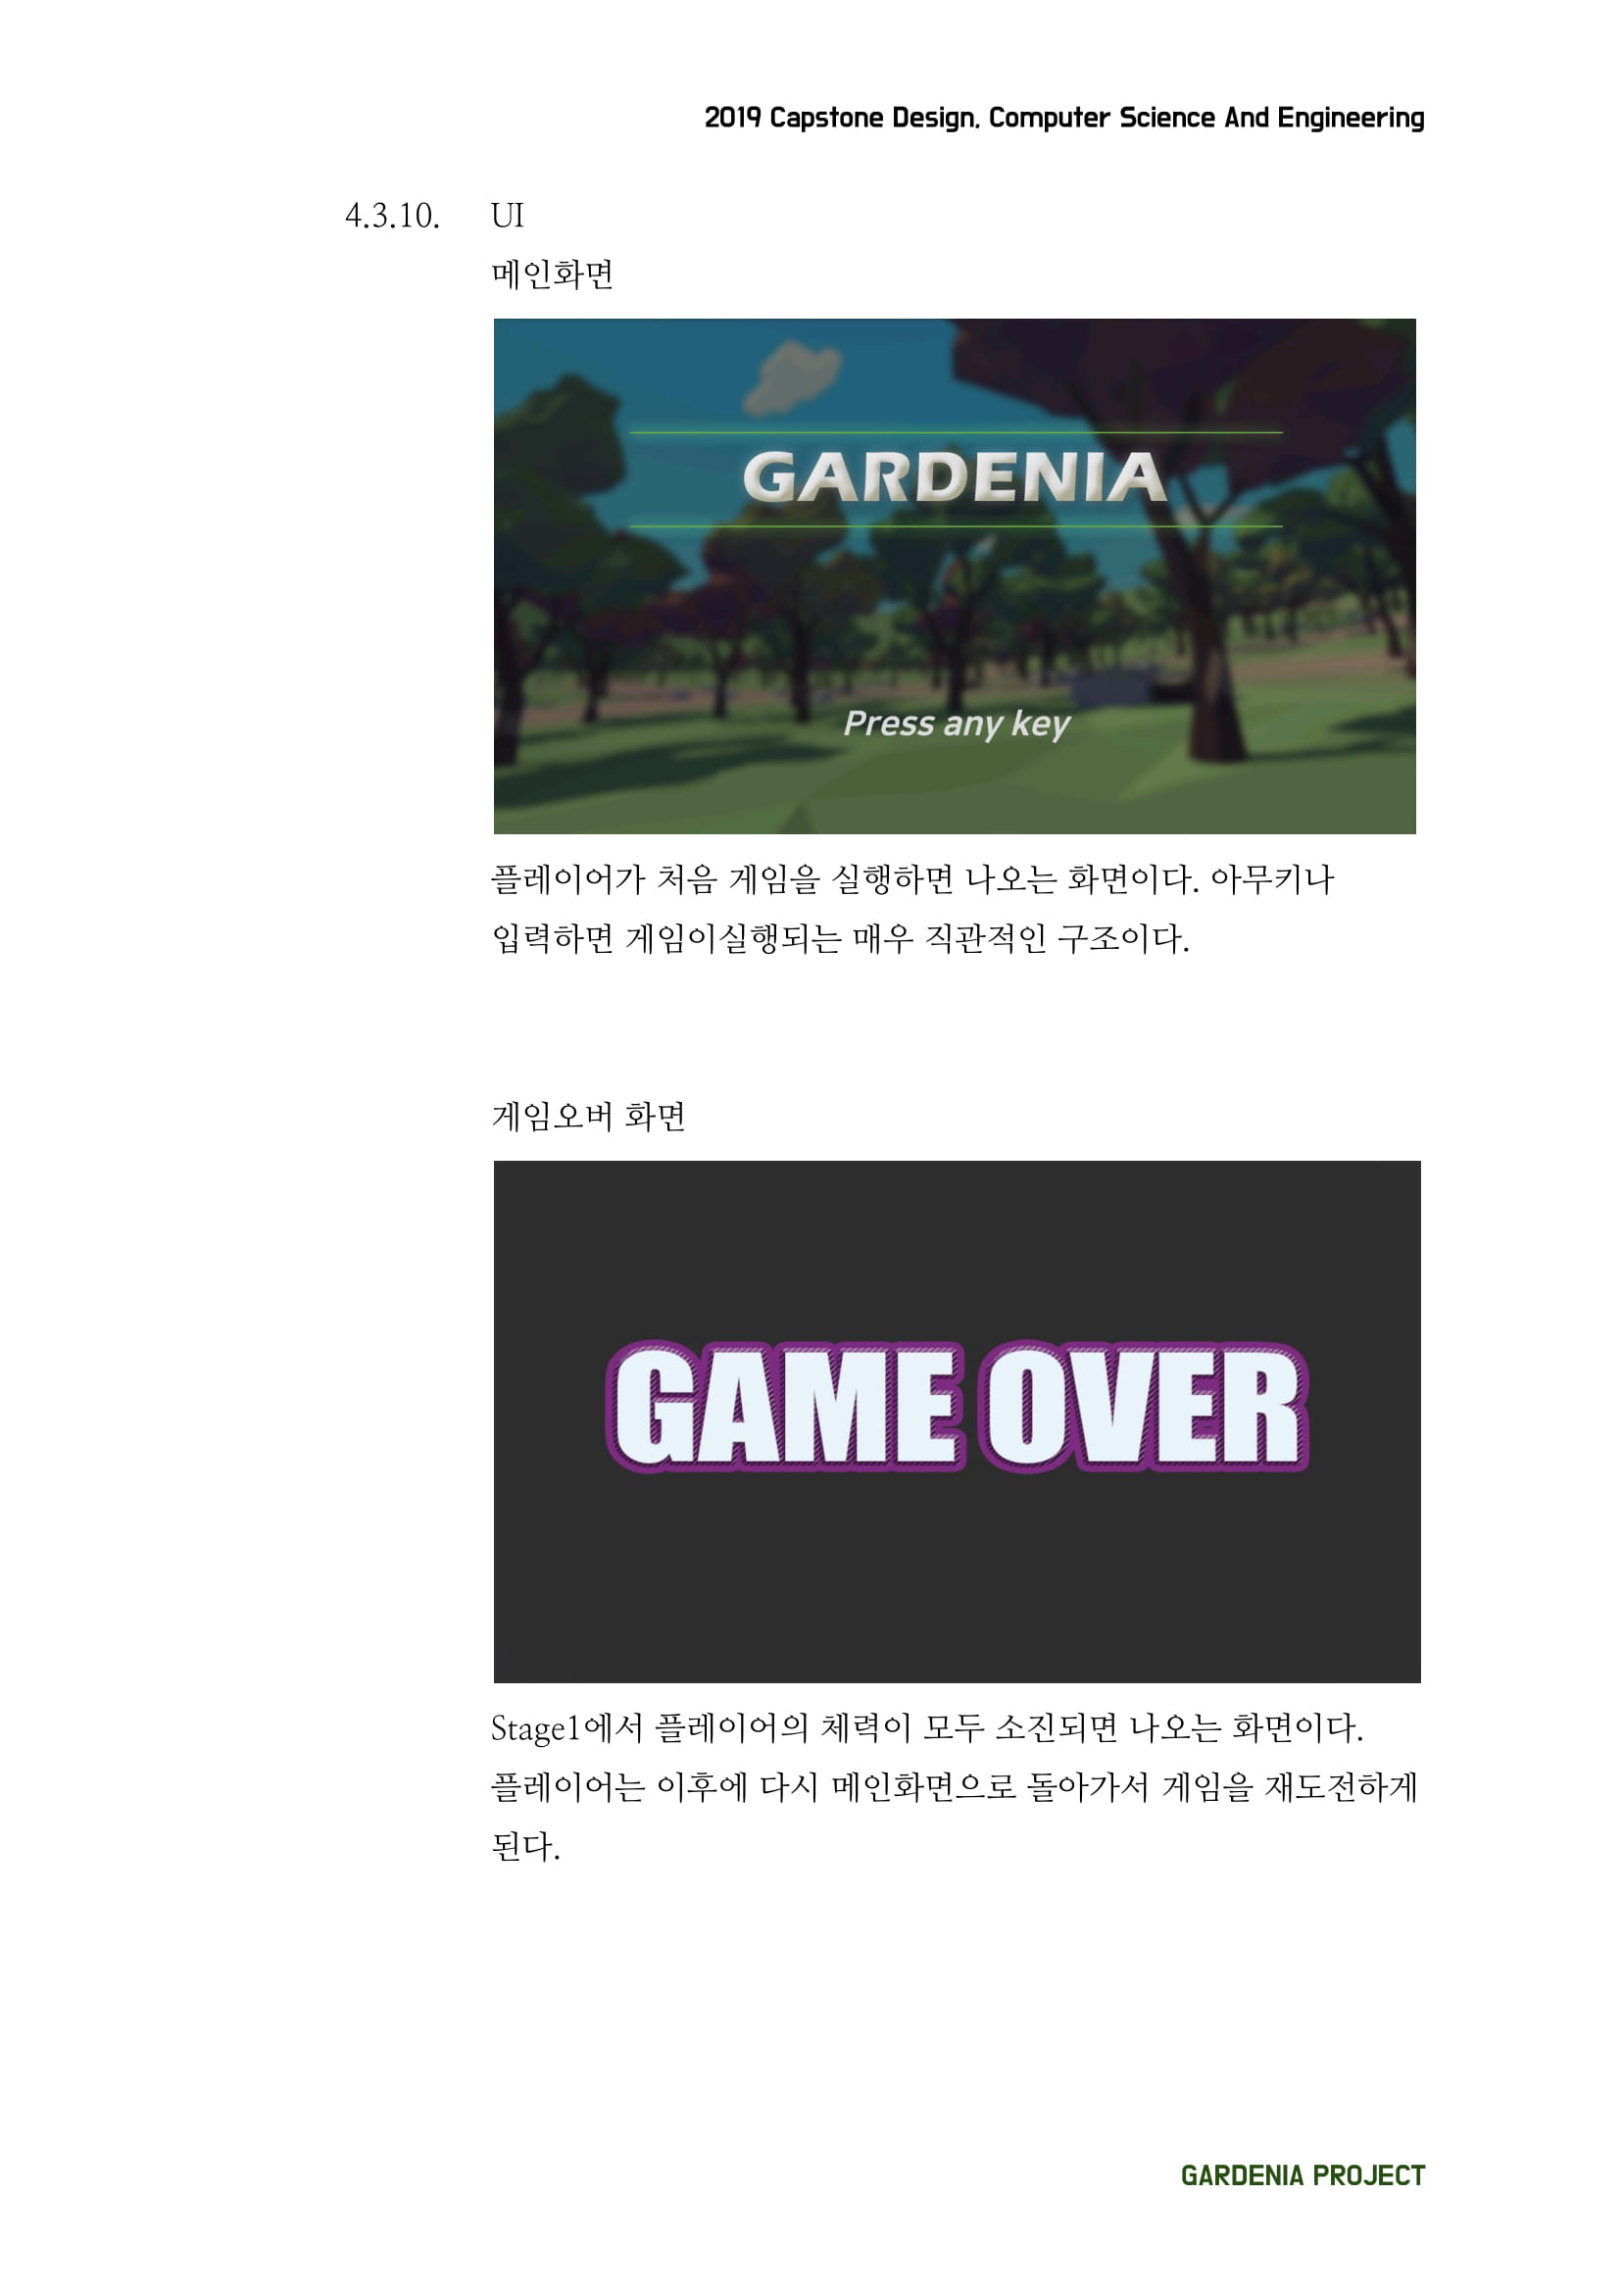 2019 Capstone Design, Computer Science And Engineering
4.3.10. UI
메인화면
GARDENIA
Press any key
플레이어가 처음 게임을 실행하면 나오는 화면이다. 아무키나
입력하면 게임이실행되는 매우 직관적인 구조이다.
게임오버 화면
GAME OVER
Stage1에서 플레이어의 체력이 모두 소진되면 나오는 화면이다.
플레이어는 이후에 다시 메인화면으로 돌아가서 게임을 재도전하게
된다.
GARDENIA PROJECT